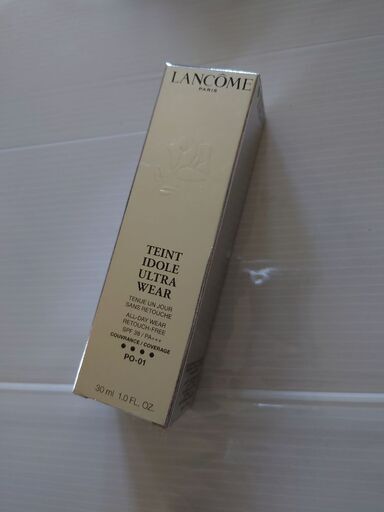 LANCÔME
PARIS
TEINT
IDOLE
ULTRA
WEAR
TENUE UN JOUR
SANS RETOUCHE
ALL-DAY WEAR
RETOUCH-FREE
SPF 38 / PA+++
COUVRANCE / COVERAGE
PO-01
30 ml 1.0 FL. OZ.